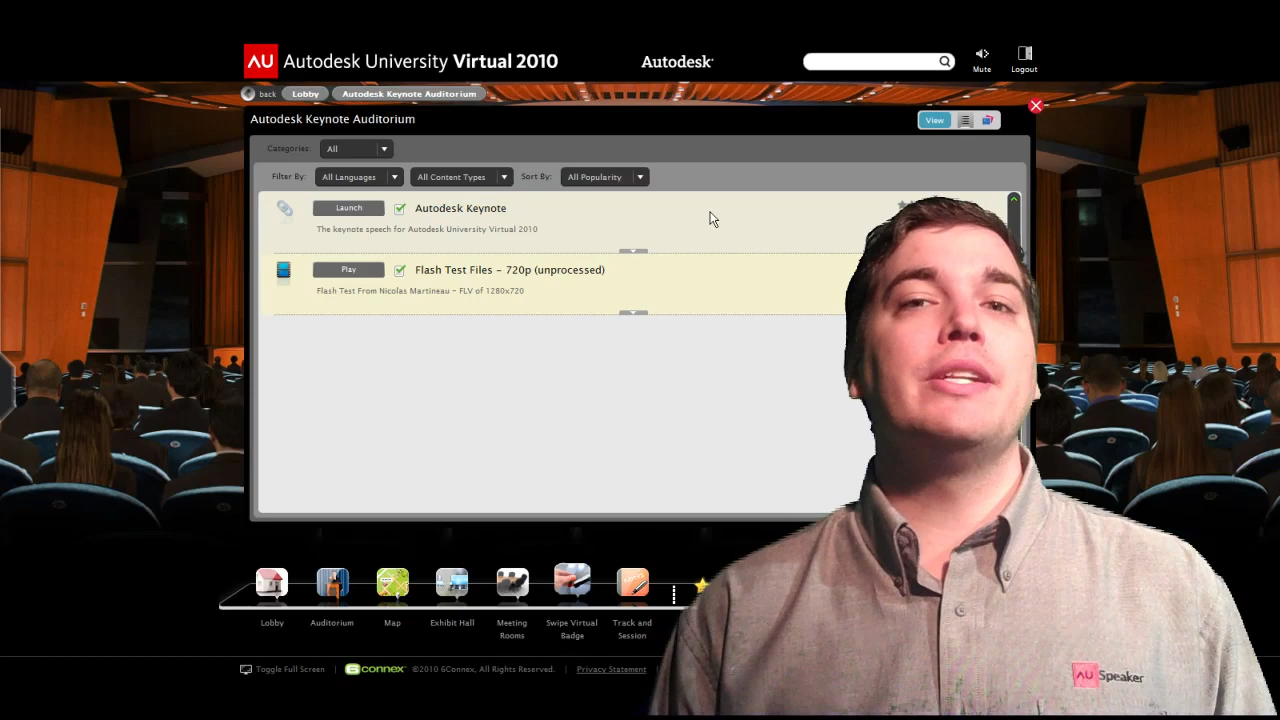 AU Autodesk University Virtual 2010
Autodesk
Mute
Logout
back
Lobby
Autodesk Keynote Auditorium
Autodesk Keynote Auditorium
View
Categories:
All
Filter By:
All Languages
All Content Types
Sort By:
All Popularity
Launch
Autodesk Keynote
The keynote speech for Autodesk University Virtual 2010
Play
Flash Test Files - 720p (unprocessed)
Flash Test From Nicolas Martineau - FLV of 1280x720
Lobby
Auditorium
Map
Exhibit Hall
Meeting
Rooms
Swipe Virtual
Badge
Track and
Session
Toggle Full Screen
6connex
©2010 6Connex, All Rights Reserved.
Privacy Statement
AU Speaker